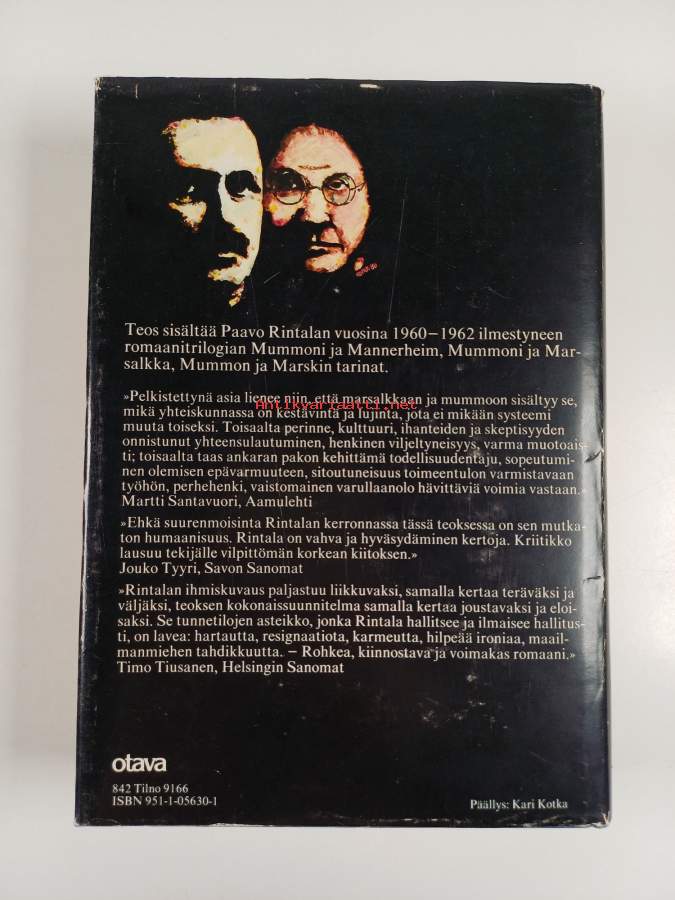 Teos sisältää Paavo Rintalan vuosina 1960–1962 ilmestyneen
romaanitrilogian Mummoni ja Mannerheim, Mummoni ja Mar-
salkka, Mummon ja Marskin tarinat.
»Pelkistettynä asia lienee niin, että marsalkkaan ja mummoon sisältyy se,
Antikvariaatti.net
mikä yhteiskunnassa on kestävintä ja lujinta, jota ei mikään systeemi
muuta toiseksi. Toisaalta perinne, kulttuuri, ihanteiden ja skeptisyyden
onnistunut yhteensulautuminen, henkinen viljeltyneisyys, varma muotoais-
ti; toisaalta taas ankaran pakon kehittämä todellisuudentaju, sopeutumi-
nen olemisen epävarmuuteen, sitoutuneisuus toimeentulon varmistavaan
työhön, perhehenki, vaistomainen varullaanolo hävittäviä voimia vastaan.»
Martti Santavuori, Aamulehti
»Ehkä suurenmoisinta Rintalan kerronnassa tässä teoksessa on sen mutka-
ton humaanisuus. Rintala on vahva ja hyväsydäminen kertoja. Kriitikko
lausuu tekijälle vilpittömän korkean kiitoksen.»
Jouko Tyyri, Savon Sanomat
»Rintalan ihmiskuvaus paljastuu liikkuvaksi, samalla kertaa teräväksi ja
väljäksi, teoksen kokonaissuunnitelma samalla kertaa joustavaksi ja eloi-
saksi. Se tunnetilojen asteikko, jonka Rintala hallitsee ja ilmaisee hallitus-
ti, on lavea: hartautta, resignaatiota, karmeutta, hilpeää ironiaa, maail-
manmiehen tahdikkuutta. – Rohkea, kiinnostava ja voimakas romaani.»
Timo Tiusanen, Helsingin Sanomat
otava
842 Tilno 9166
ISBN 951-1-05630-1
Päällys: Kari Kotka